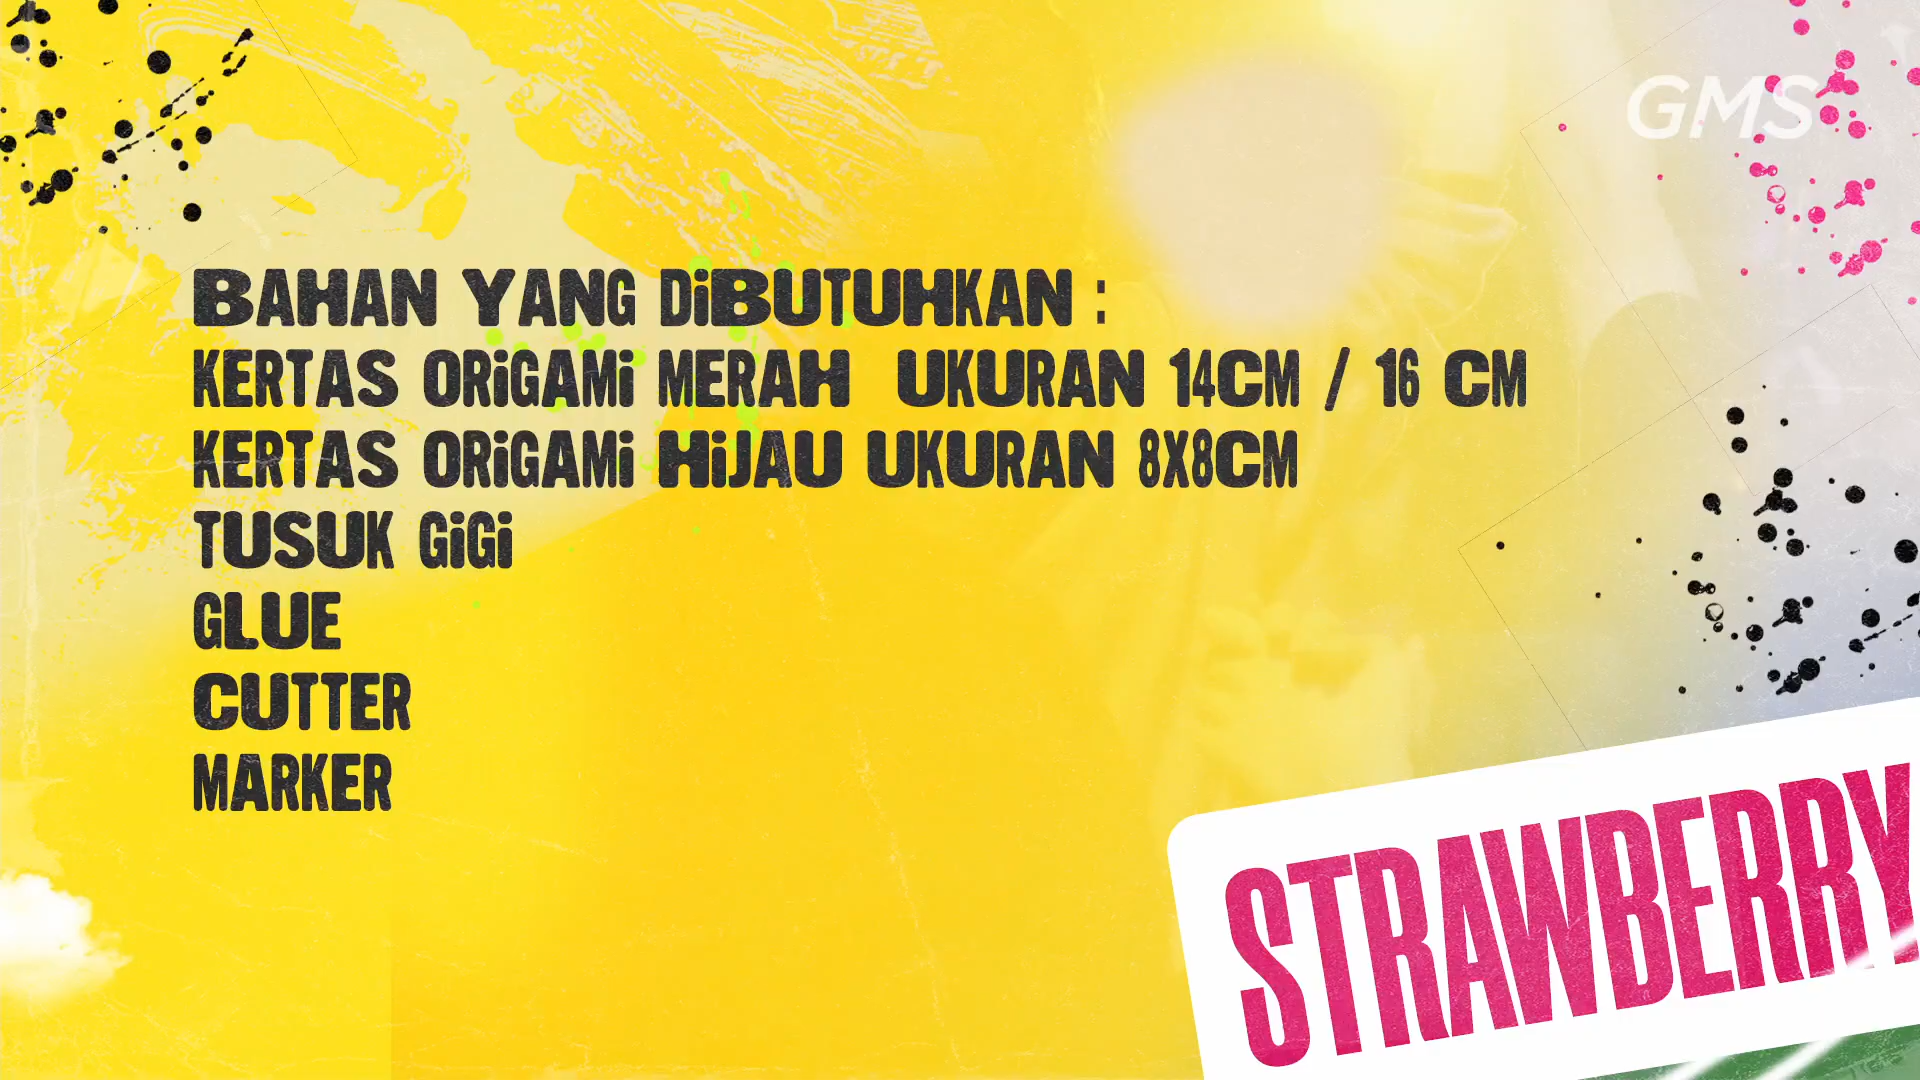 GMS
BAHAN YANG DiBUTUHKAN :
KERTAS ORiGAMi MERAH  UKURAN 14CM / 16 CM
KERTAS ORiGAMi HiJAU UKURAN 8X8CM
TUSUK GiGi
GLUE
CUTTER
MARKER
STRAWBERRY